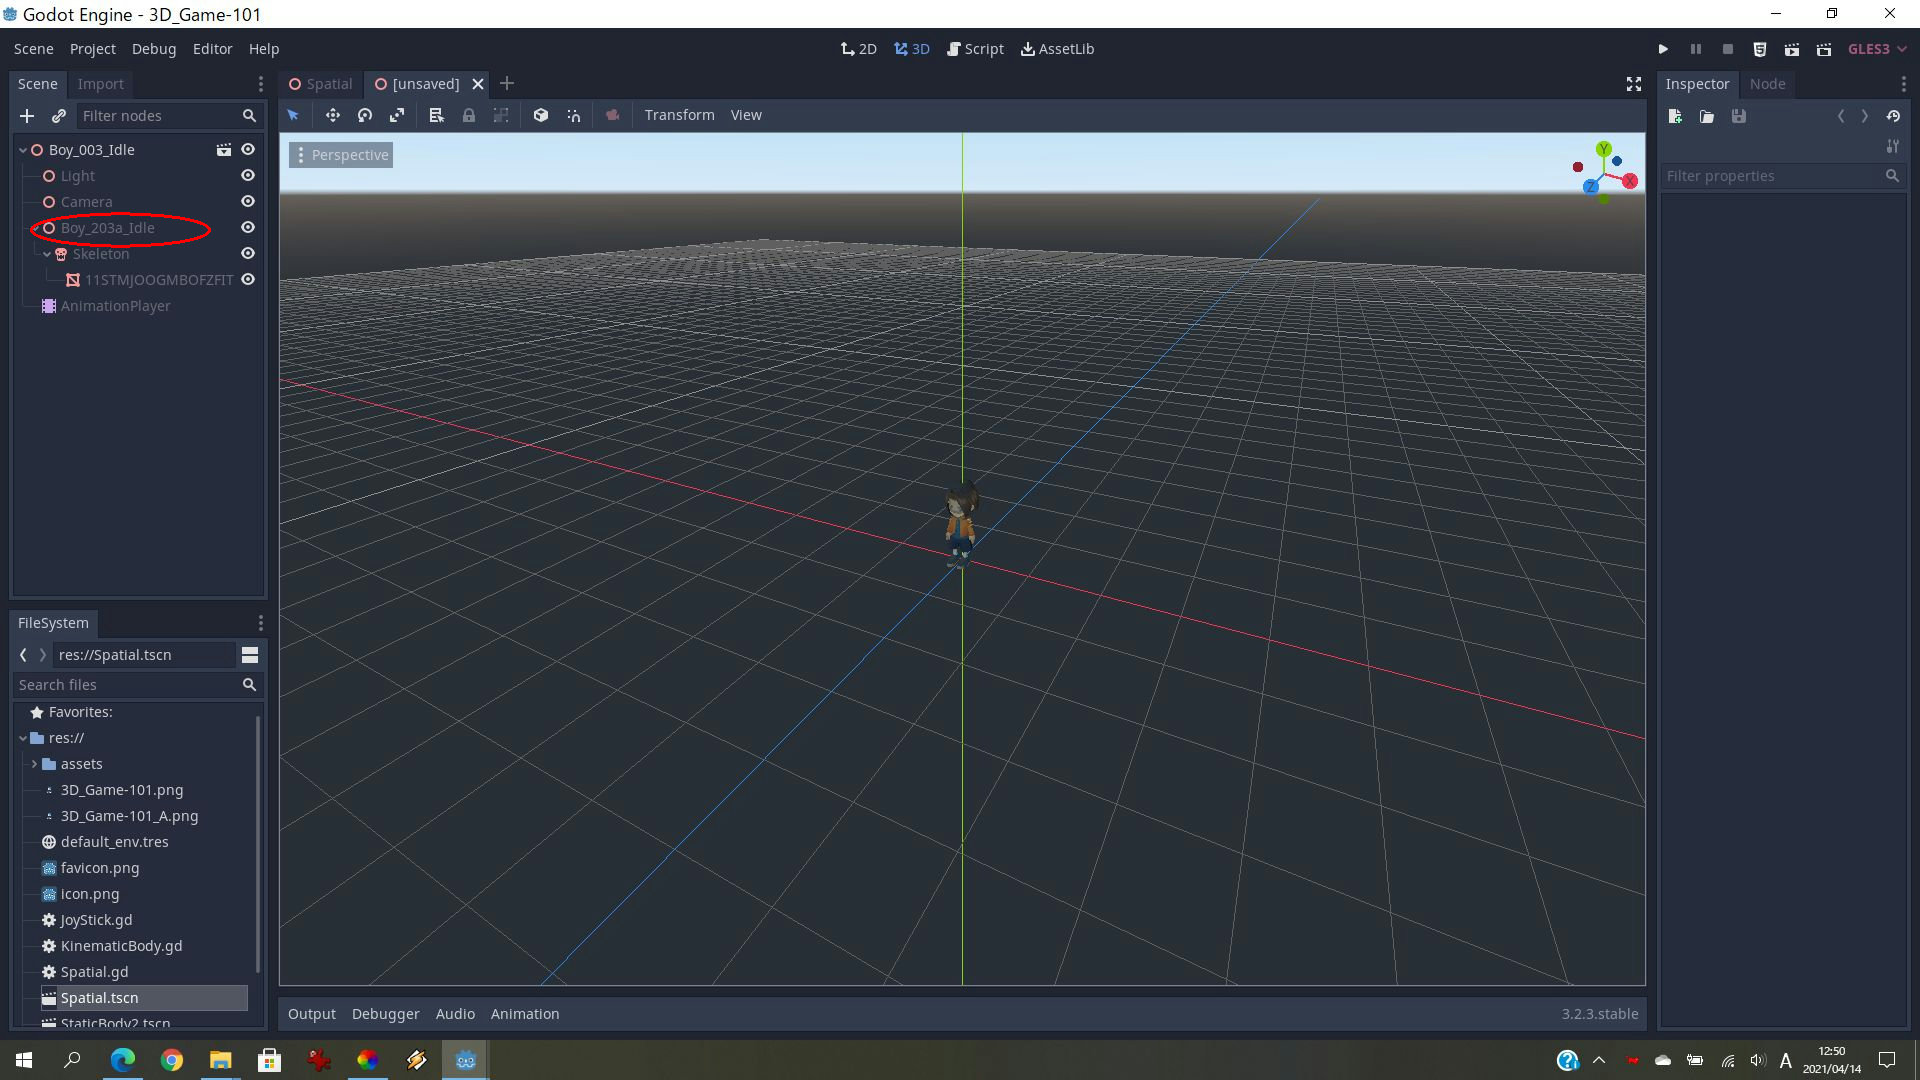 Godot Engine - 3D_Game-101
Scene Project Debug Editor Help
2D 3D Script AssetLib
GLES3
Scene Import
Spatial [unsaved]
Inspector Node
Filter nodes
Transform View
Boy_003_Idle
Perspective
Y
X
Z
Filter properties
Light
Camera
Boy_203a_Idle
Skeleton
11STMJOOGMBOFZFIT
AnimationPlayer
FileSystem
res://Spatial.tscn
Search files
Favorites:
res://
assets
3D_Game-101.png
3D_Game-101_A.png
default_env.tres
favicon.png
icon.png
JoyStick.gd
KinematicBody.gd
Spatial.gd
Spatial.tscn
StaticBody2.tscn
Output Debugger Audio Animation
3.2.3.stable
A
12:50
2021/04/14